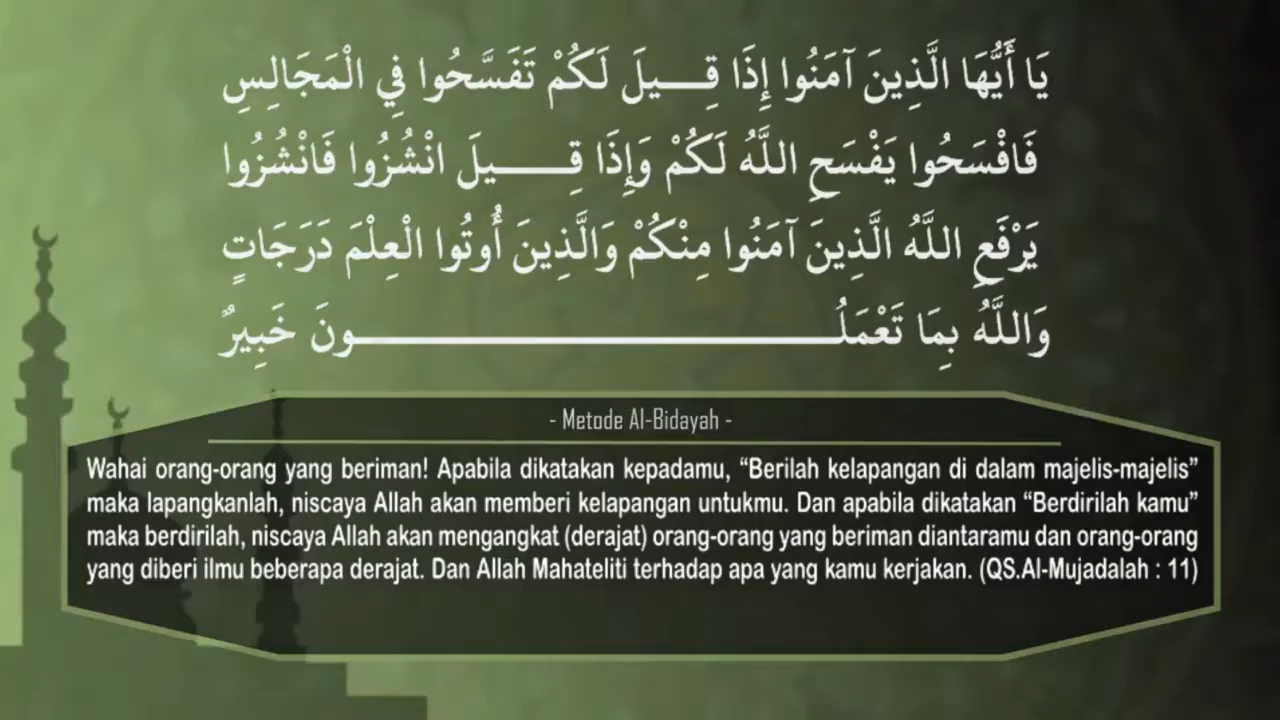 يَا أَيُّهَا الَّذِينَ آمَنُوا إِذَا قِـــيلَ لَكُمْ تَفَسَّحُوا فِي الْمَجَالِسِ
فَافْسَحُوا يَفْسَحِ اللَّهُ لَكُمْ وَإِذَا قِـــــيلَ انْشُزُوا فَانْشُزُوا
يَرْفَعِ اللَّهُ الَّذِينَ آمَنُوا مِنْكُمْ وَالَّذِينَ أُوتُوا الْعِلْمَ دَرَجَاتٍ
وَاللَّهُ بِمَا تَعْمَلُـــــــــــــــــــــونَ خَبِيرٌ
- Metode Al-Bidayah -
Wahai orang-orang yang beriman! Apabila dikatakan kepadamu, “Berilah kelapangan di dalam majelis-majelis”
maka lapangkanlah, niscaya Allah akan memberi kelapangan untukmu. Dan apabila dikatakan “Berdirilah kamu”
maka berdirilah, niscaya Allah akan mengangkat (derajat) orang-orang yang beriman diantaramu dan orang-orang
yang diberi ilmu beberapa derajat. Dan Allah Mahateliti terhadap apa yang kamu kerjakan. (QS.Al-Mujadalah : 11)